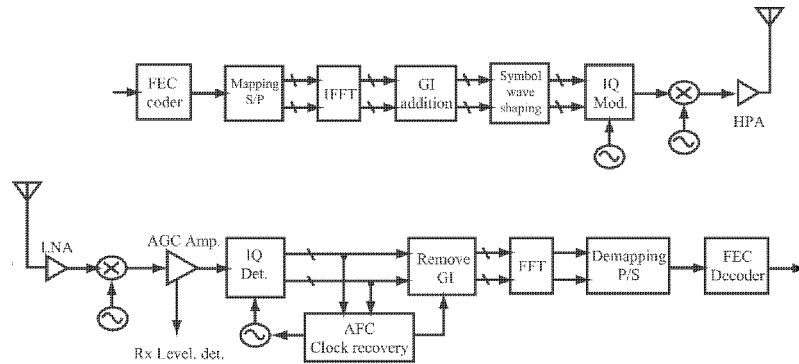 FEC
coder
Mapping
S/P
IFFT
GI
addition
Symbol
wave
shaping
IQ
Mod.
HPA
LNA
AGC Amp.
IQ
Det.
Remove
GI
FFT
Demapping
P/S
FEC
Decoder
AFC
Clock recovery
Rx Level. det.